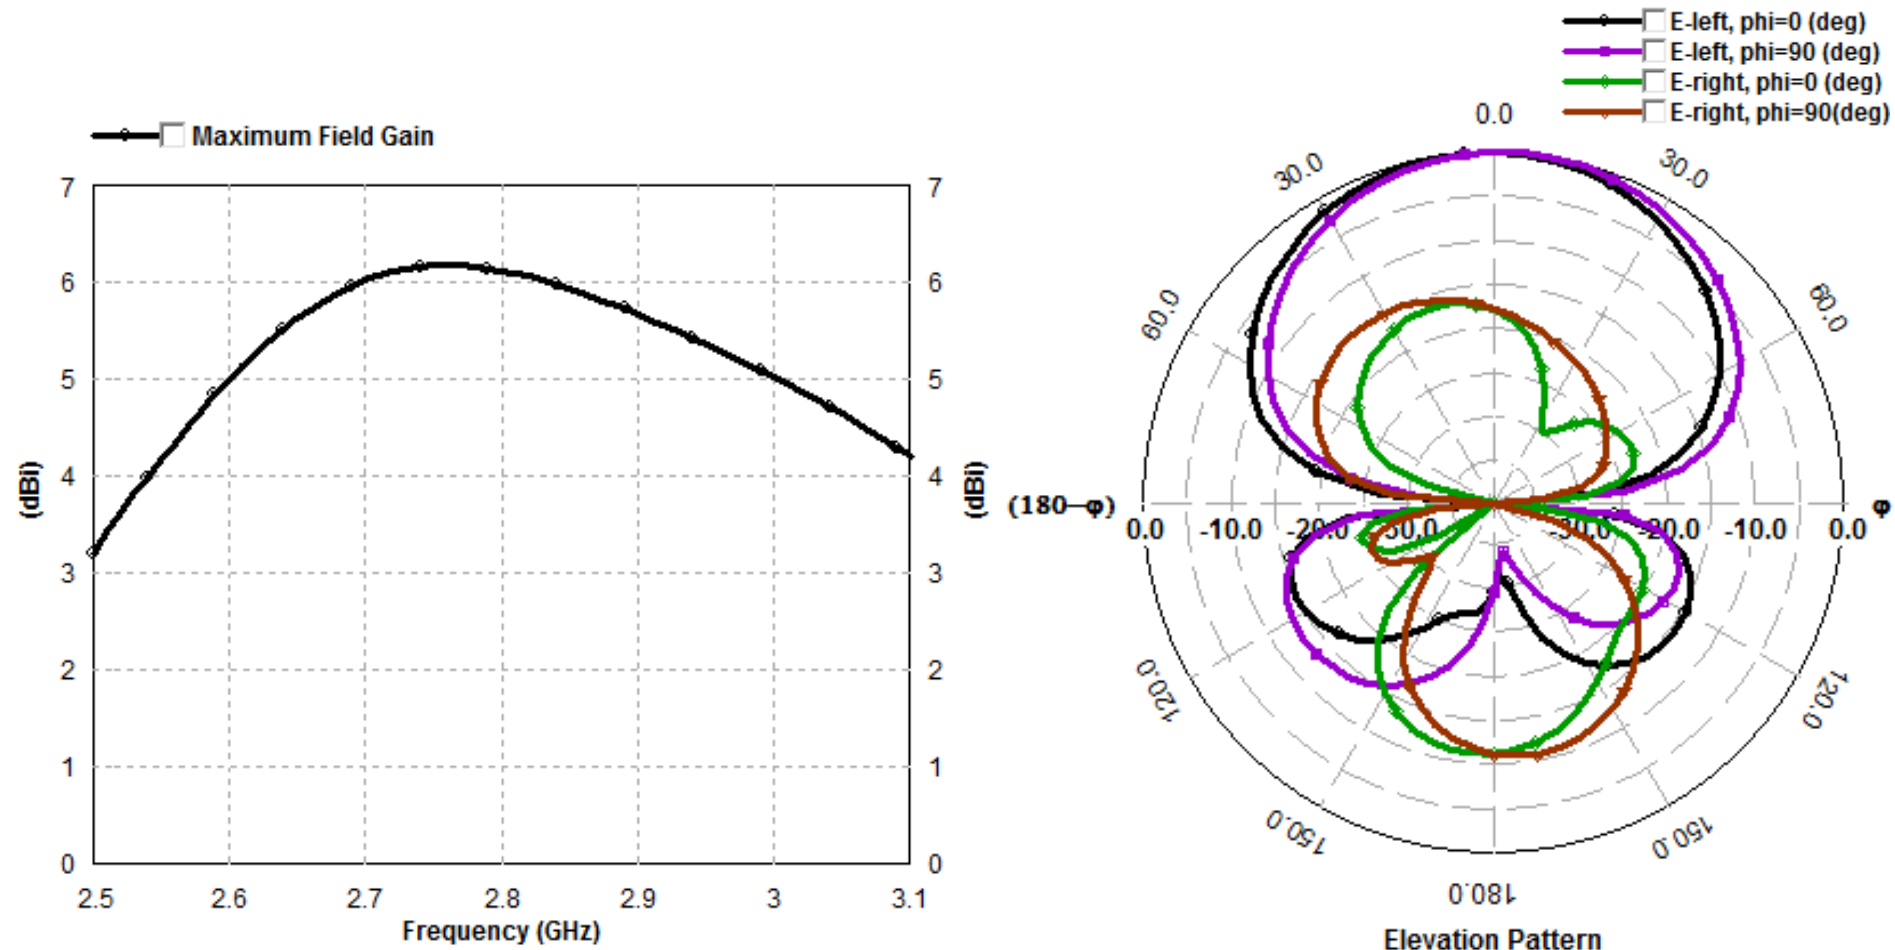 Maximum Field Gain
7
6
5
4
3
2
1
0
(dBi)
7
6
5
4
3
2
1
0
(dBi)
2.5 2.6 2.7 2.8 2.9 3 3.1
Frequency (GHz)
E-left, phi=0 (deg)
E-left, phi=90 (deg)
E-right, phi=0 (deg)
E-right, phi=90(deg)
0.0
30.0 30.0
60.0 60.0
(180−φ) φ
0.0 -10.0 -20.0 -30.0 -30.0 -20.0 -10.0 0.0
120.0 120.0
150.0 150.0
180.0
Elevation Pattern